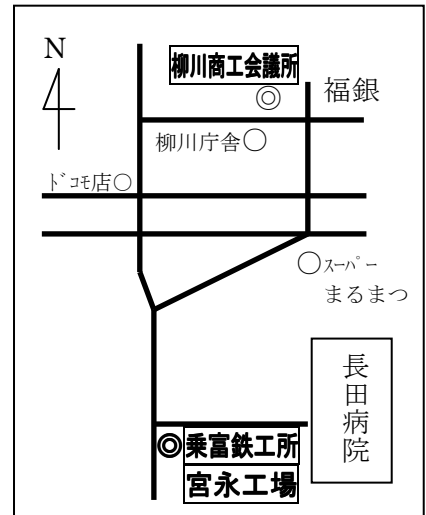 N
柳川商工会議所
◎
福銀
柳川庁舎○
ドコモ店○
○スーパー
まるまつ
長田病院
◎乗富鉄工所
宮永工場